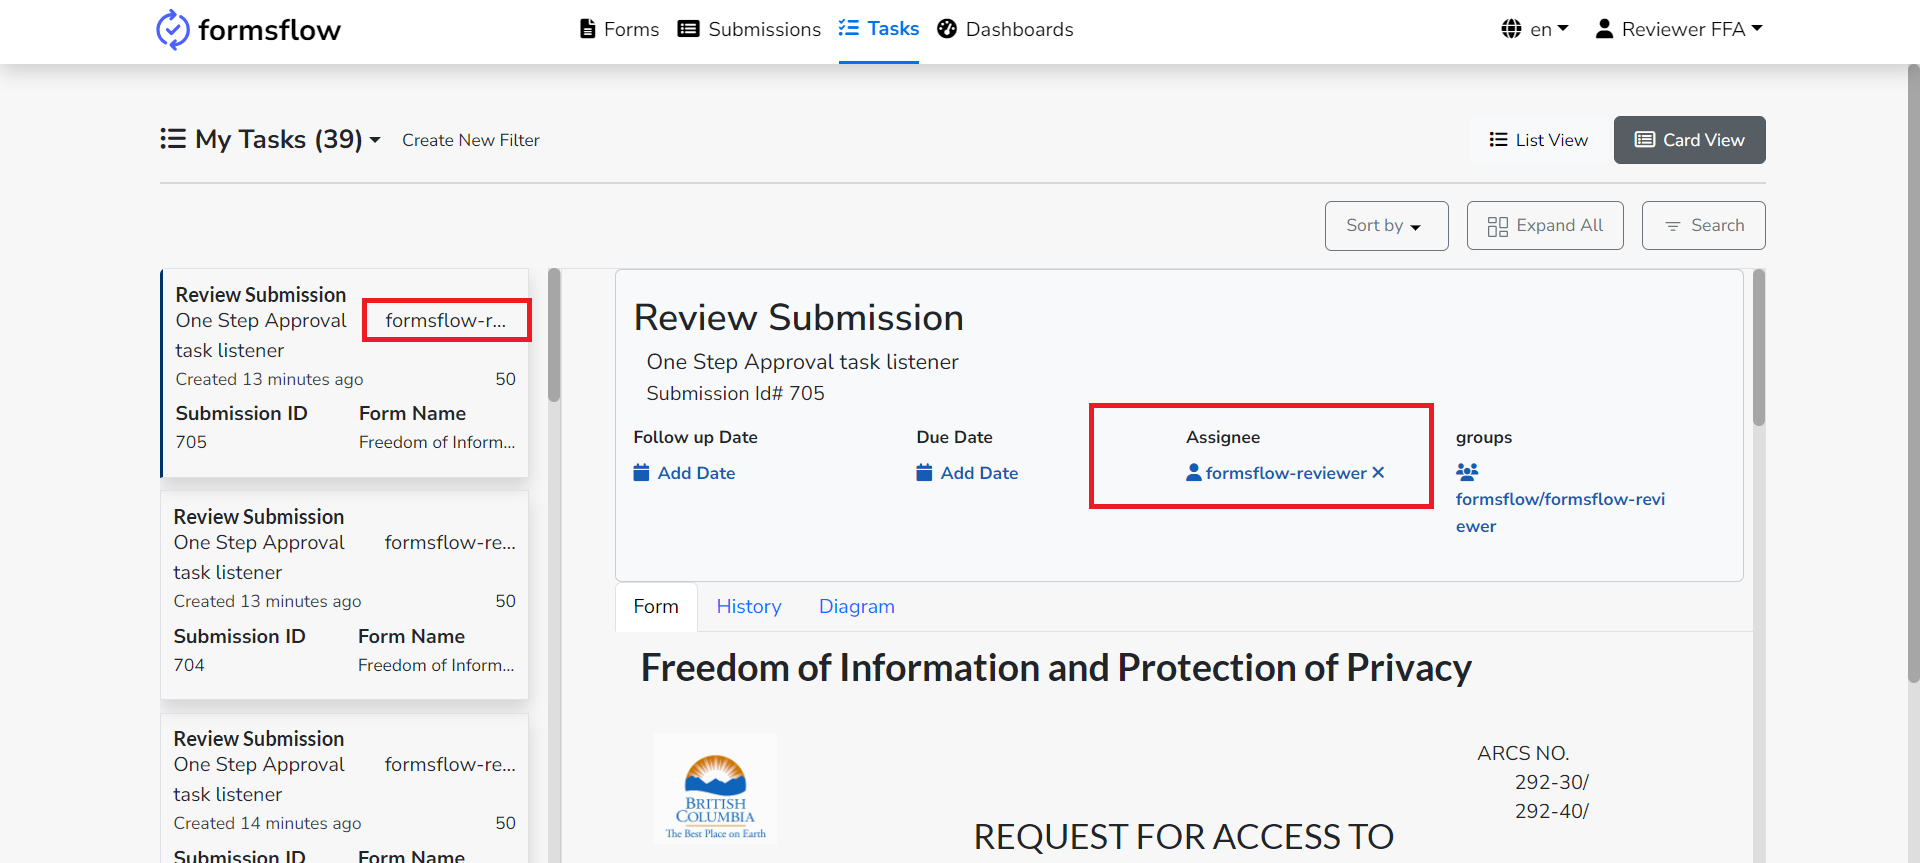 formsflow
Forms
Submissions
Tasks
Dashboards
en
Reviewer FFA
My Tasks (39)
Create New Filter
List View
Card View
Sort by
Expand All
Search
Review Submission
One Step Approval
formsflow-r...
task listener
Created 13 minutes ago
50
Submission ID
Form Name
705
Freedom of Inform...
Review Submission
One Step Approval
formsflow-re...
task listener
Created 13 minutes ago
50
Submission ID
Form Name
704
Freedom of Inform...
Review Submission
One Step Approval
formsflow-re...
task listener
Created 14 minutes ago
50
Submission ID
Form Name
Review Submission
One Step Approval task listener
Submission Id# 705
Follow up Date
Add Date
Due Date
Add Date
Assignee
formsflow-reviewer
groups
formsflow/formsflow-revi
ewer
Form
History
Diagram
Freedom of Information and Protection of Privacy
BRITISH
COLUMBIA
The Best Place on Earth
ARCS NO.
292-30/
292-40/
REQUEST FOR ACCESS TO